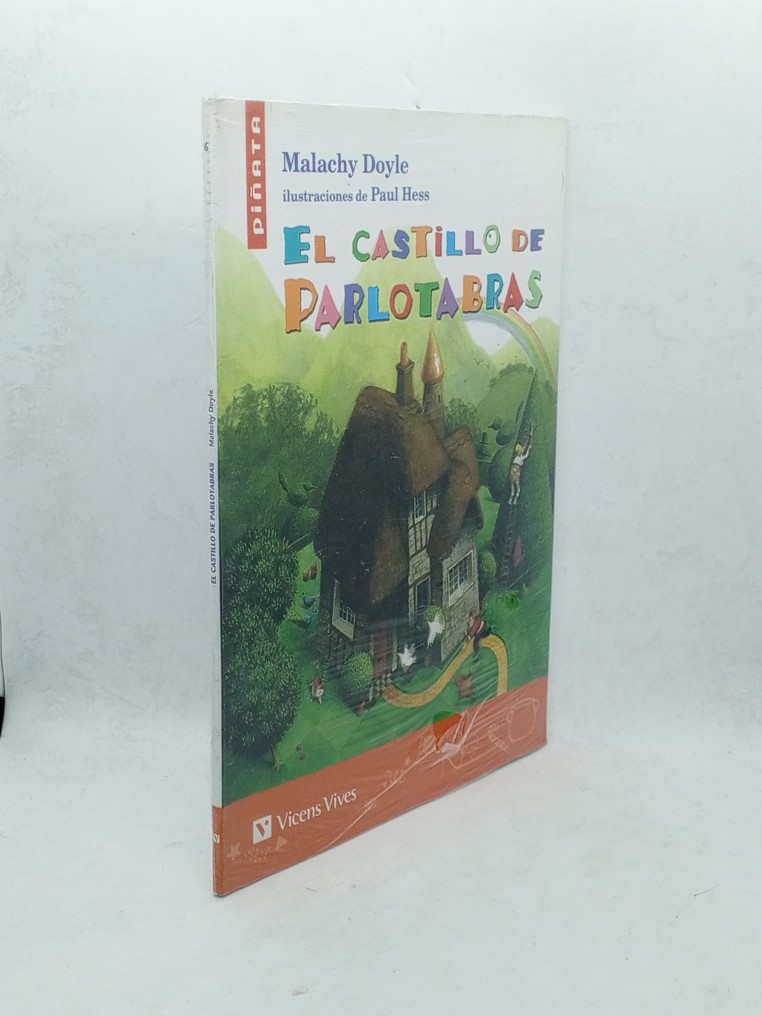 PiÑATA
Malachy Doyle
ilustraciones de Paul Hess
EL CASTiLLO DE
PARLOTABRAS
V Vicens Vives
6
EL CASTILLO DE PARLOTABRAS Malachy Doyle
V